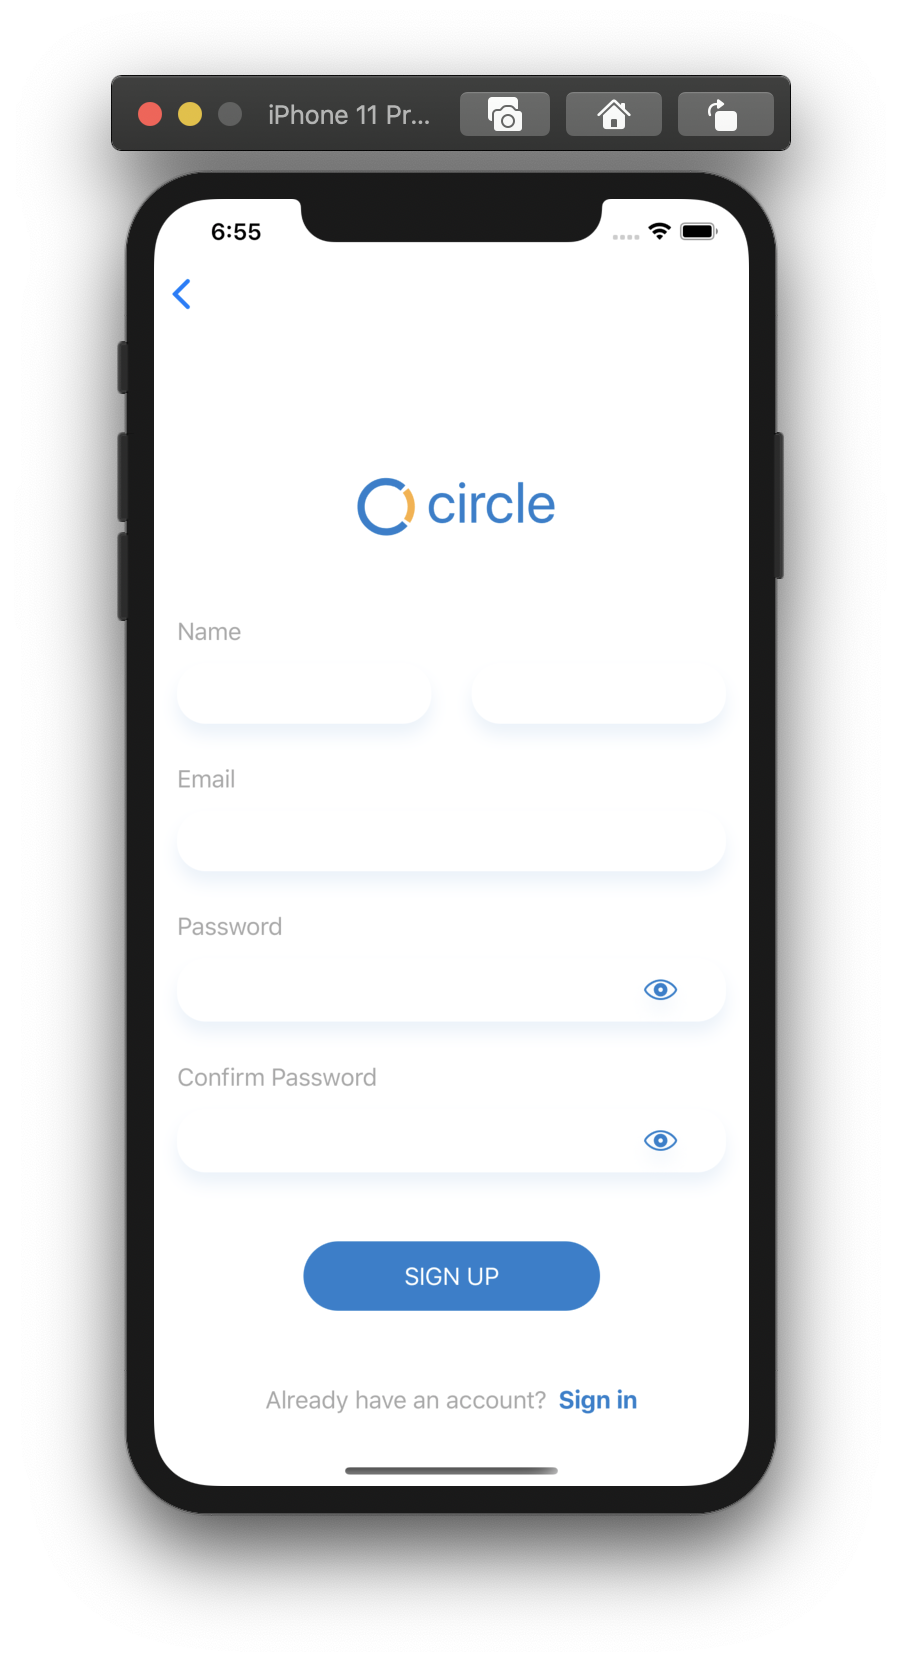 iPhone 11 Pr...
6:55
circle
Name
Email
Password
Confirm Password
SIGN UP
Already have an account? Sign in